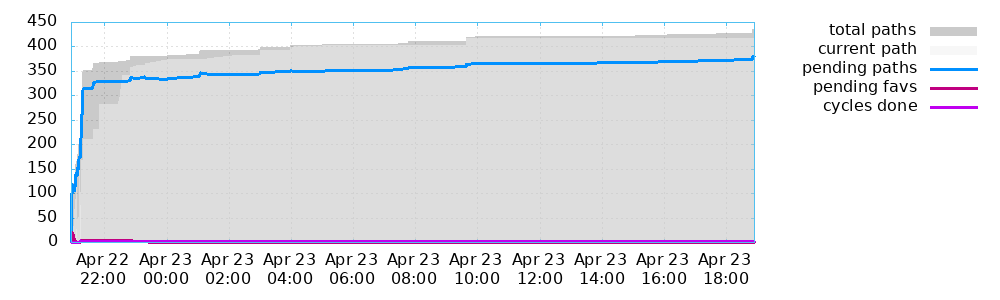 450
400
350
300
250
200
150
100
50
0
Apr 22 Apr 23 Apr 23 Apr 23 Apr 23 Apr 23 Apr 23 Apr 23 Apr 23 Apr 23 Apr 23
22:00 00:00 02:00 04:00 06:00 08:00 10:00 12:00 14:00 16:00 18:00
total paths
current path
pending paths
pending favs
cycles done